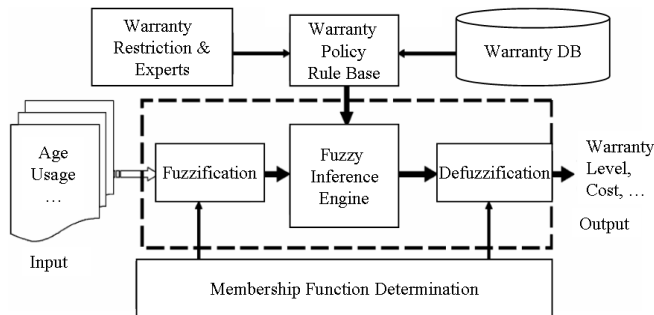 Warranty
Restriction &
Experts
Warranty
Policy
Rule Base
Warranty DB
Age
Usage
...
Input
Fuzzification
Fuzzy
Inference
Engine
Defuzzification
Warranty
Level,
Cost, ...
Output
Membership Function Determination